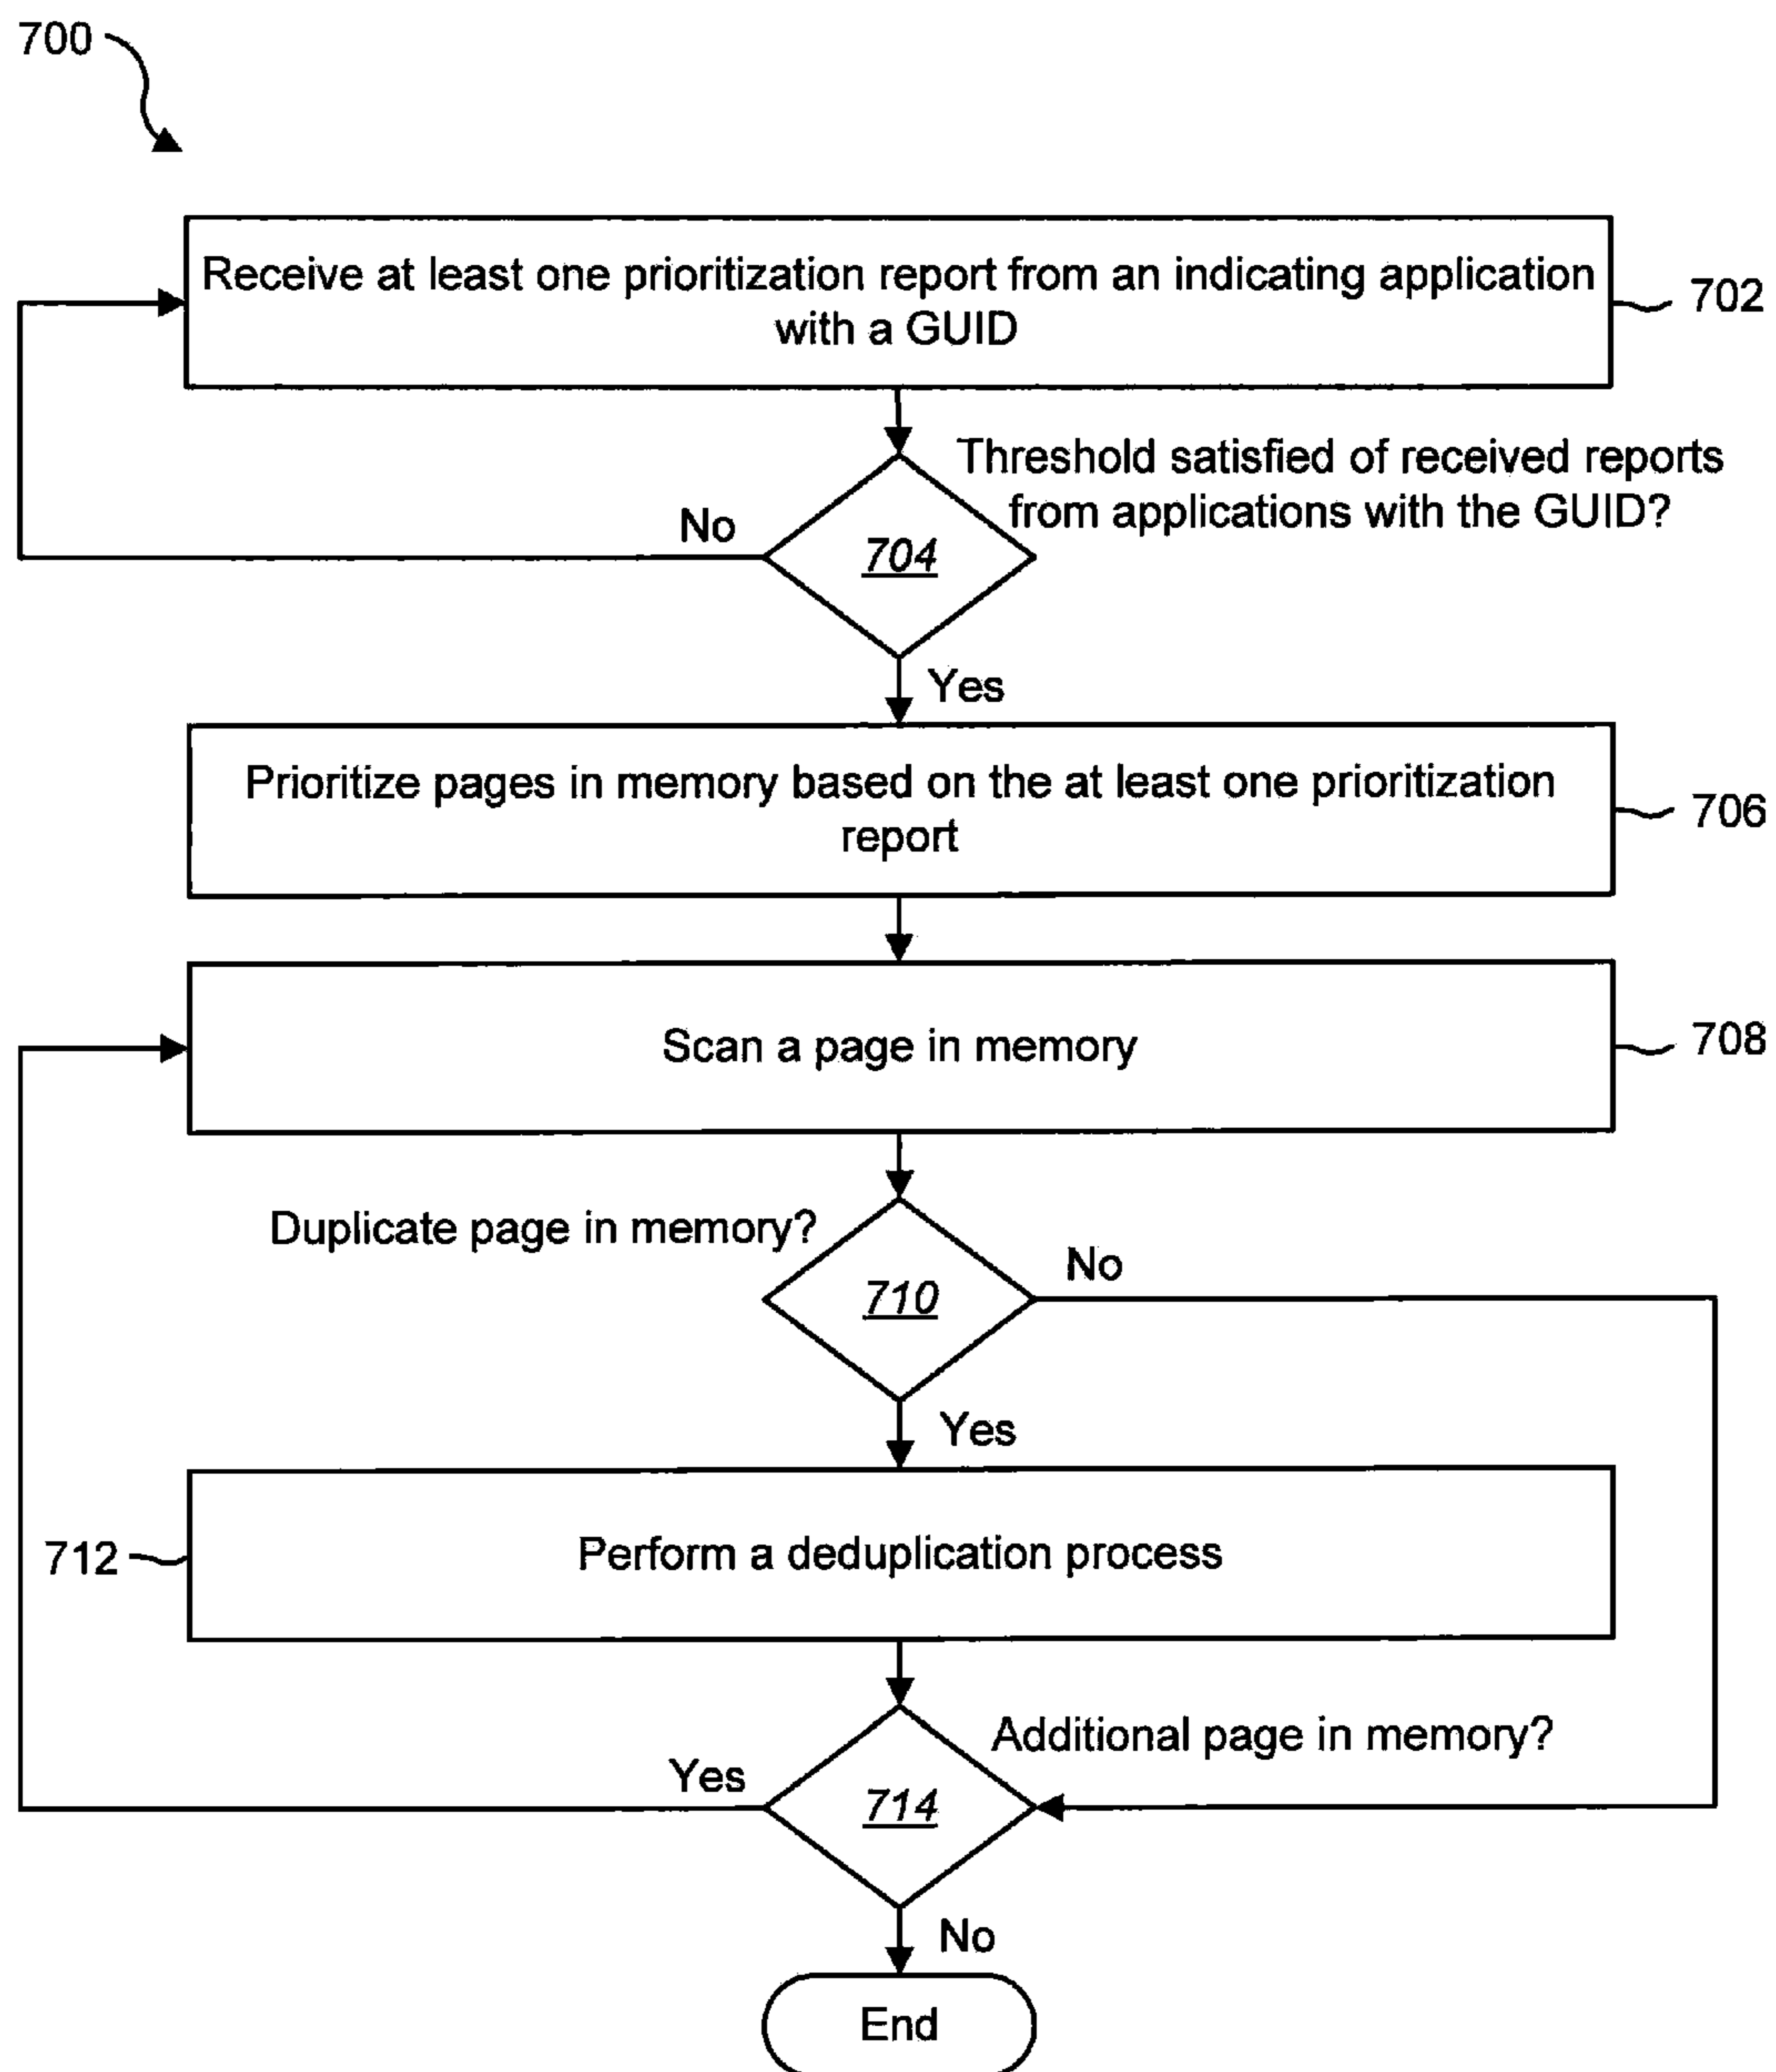 700
Receive at least one prioritization report from an indicating application
with a GUID
702
Threshold satisfied of received reports
from applications with the GUID?
No
704
Yes
Prioritize pages in memory based on the at least one prioritization
report
706
Scan a page in memory
708
Duplicate page in memory?
No
710
Yes
712
Perform a deduplication process
Additional page in memory?
Yes
714
No
End